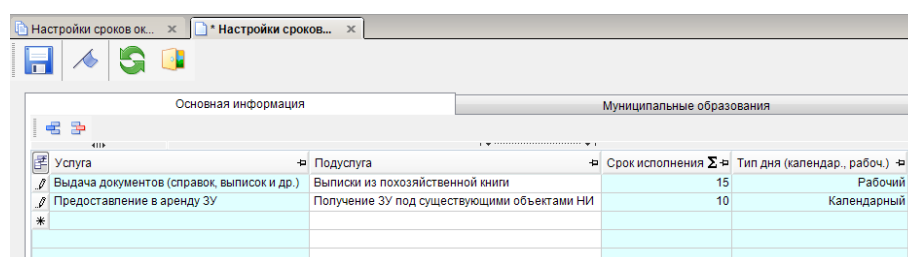 Настройки сроков ок... × * Настройки сроков... ×
Основная информация Муниципальные образования
Услуга Подуслуга Срок исполнения Σ Тип дня (календар., рабоч.)
Выдача документов (справок, выписок и др.) Выписки из похозяйственной книги 15 Рабочий
Предоставление в аренду ЗУ Получение ЗУ под существующими объектами НИ 10 Календарный
*